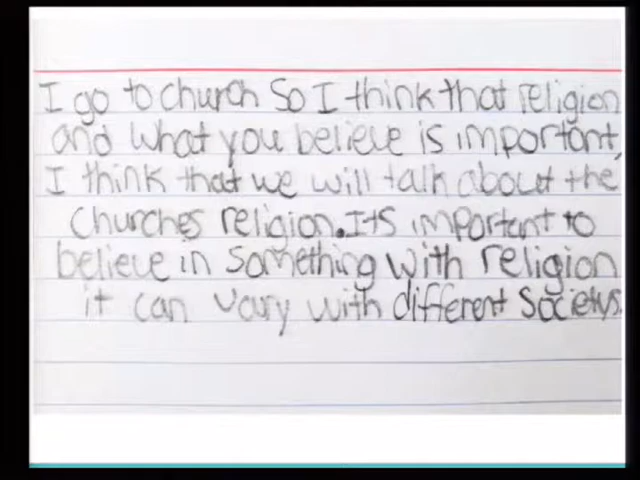 I go to church So I think that religion
and what you believe is important,
I think that we will talk about the
Churches religion. Its important to
believe in something with religion
it can vary with different Societys.